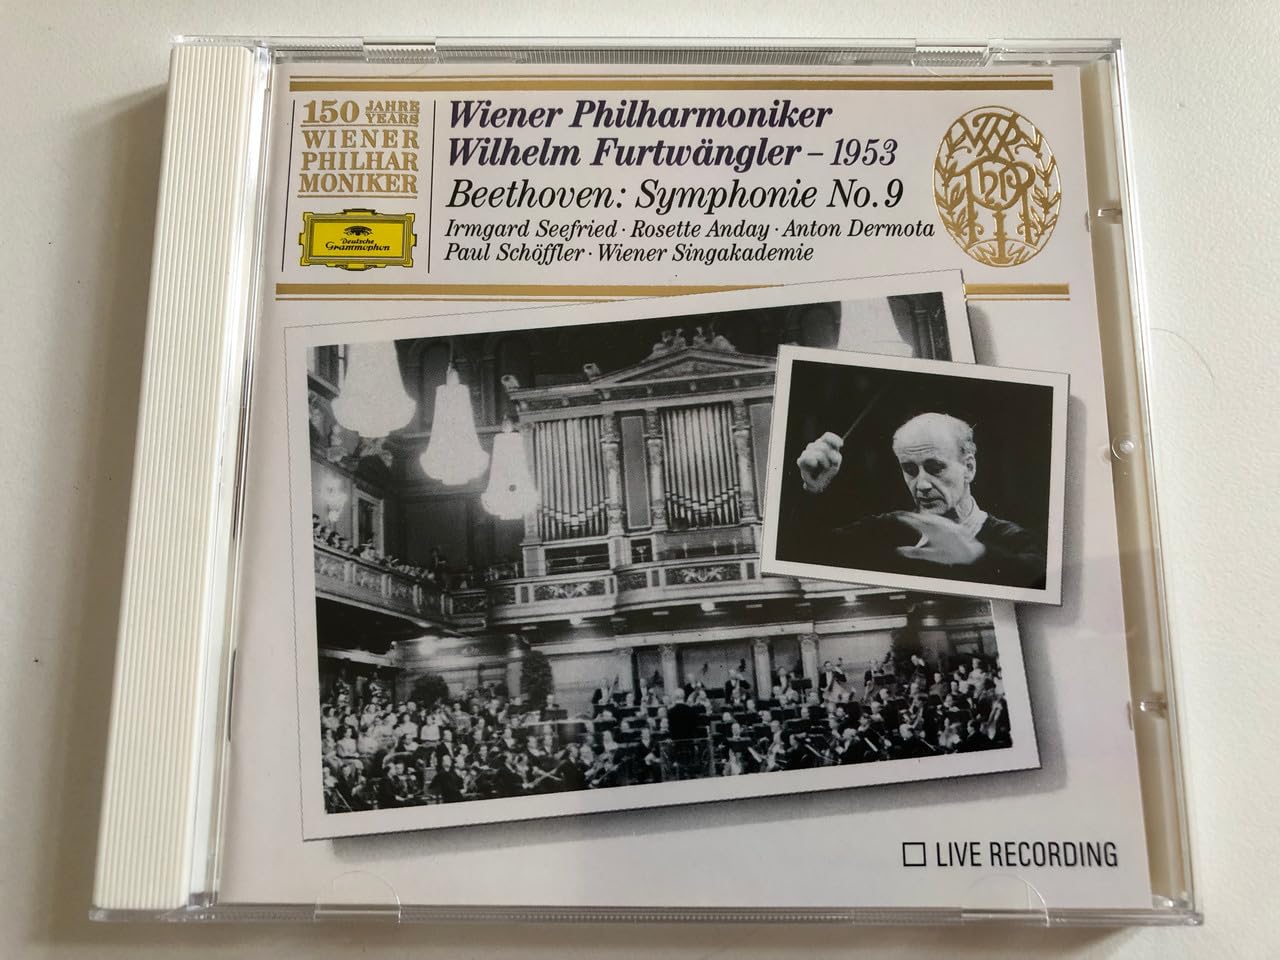 150 JAHRE YEARS
WIENER
PHILHAR
MONIKER
Deutsche
Grammophon
Wiener Philharmoniker
Wilhelm Furtwängler – 1953
Beethoven: Symphonie No. 9
Irmgard Seefried · Rosette Anday · Anton Dermota
Paul Schöffler · Wiener Singakademie
LIVE RECORDING